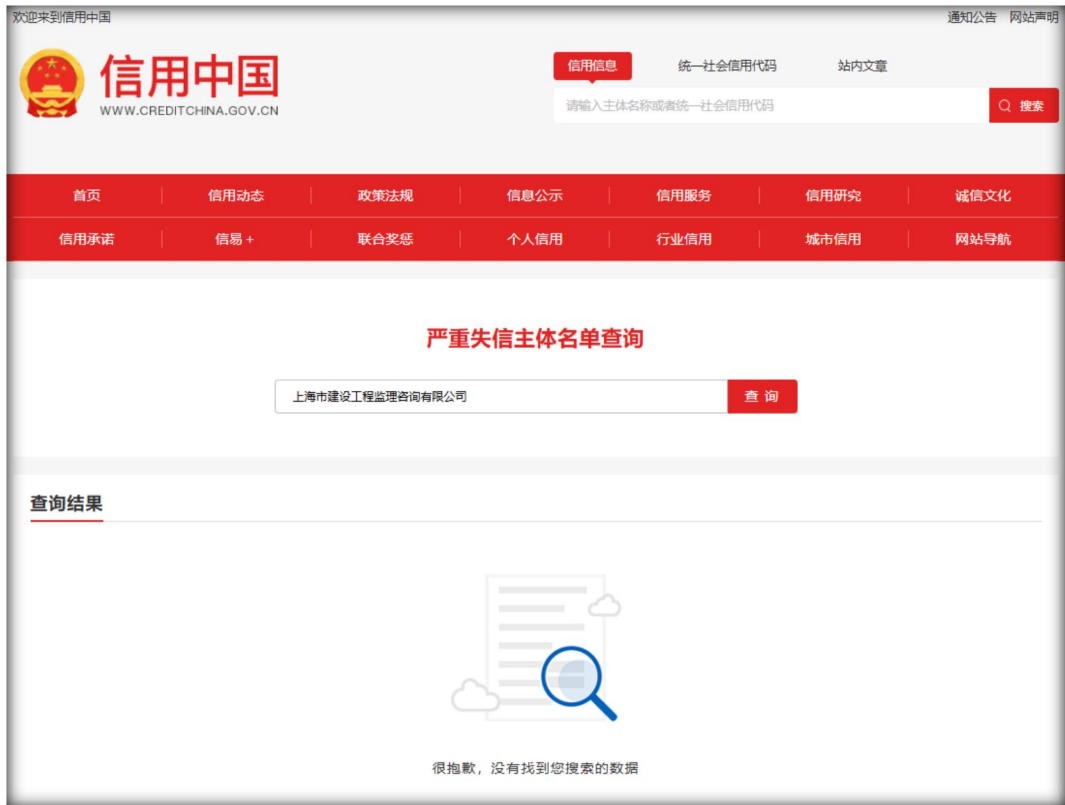 欢迎来到信用中国
通知公告 网站声明
信用中国
WWW.CREDITCHINA.GOV.CN
信用信息 统一社会信用代码 站内文章
请输入主体名称或者统一社会信用代码 搜索
首页 信用动态 政策法规 信息公示 信用服务 信用研究 诚信文化
信用承诺 信易+ 联合奖惩 个人信用 行业信用 城市信用 网站导航
严重失信主体名单查询
上海市建设工程监理咨询有限公司 查询
查询结果
很抱歉，没有找到您搜索的数据